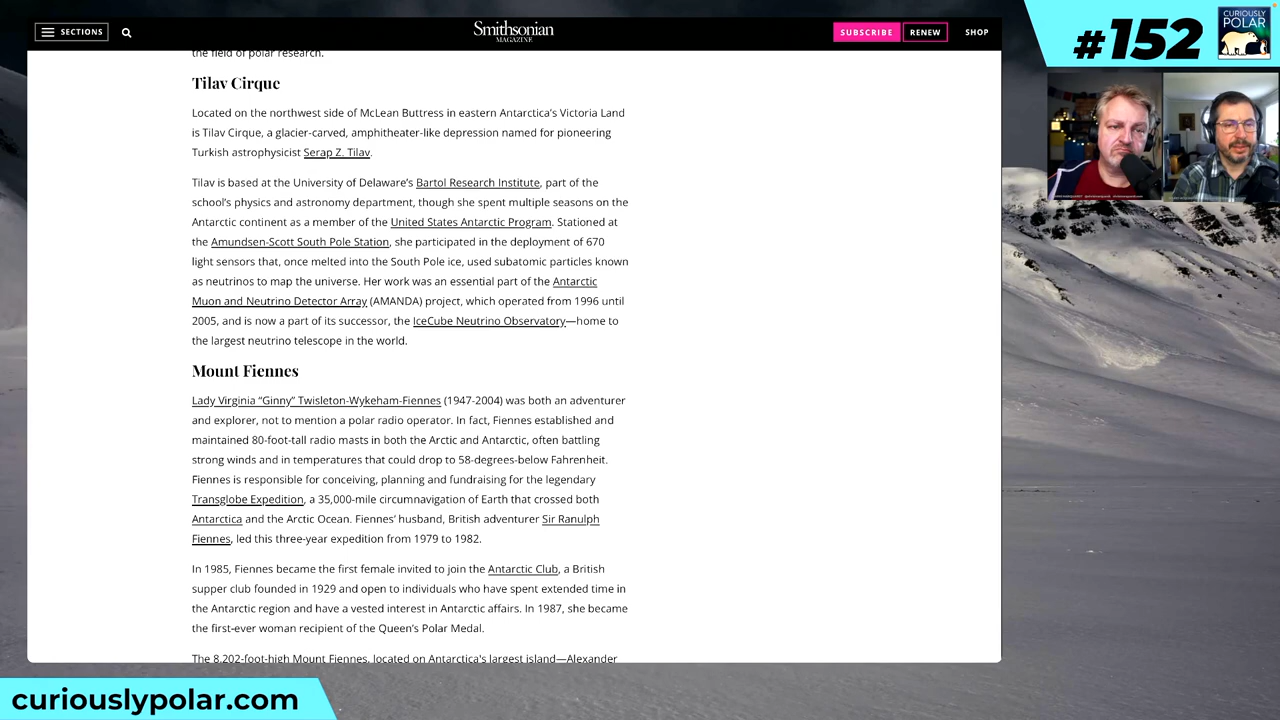 SECTIONS
Smithsonian
MAGAZINE
SUBSCRIBE
RENEW
SHOP
#152
CURIOUSLY
POLAR
the field of polar research.
Tilav Cirque
Located on the northwest side of McLean Buttress in eastern Antarctica's Victoria Land
is Tilav Cirque, a glacier-carved, amphitheater-like depression named for pioneering
Turkish astrophysicist Serap Z. Tilav.
Tilav is based at the University of Delaware's Bartol Research Institute, part of the
school's physics and astronomy department, though she spent multiple seasons on the
Antarctic continent as a member of the United States Antarctic Program. Stationed at
the Amundsen-Scott South Pole Station, she participated in the deployment of 670
light sensors that, once melted into the South Pole ice, used subatomic particles known
as neutrinos to map the universe. Her work was an essential part of the Antarctic
Muon and Neutrino Detector Array (AMANDA) project, which operated from 1996 until
2005, and is now a part of its successor, the IceCube Neutrino Observatory—home to
the largest neutrino telescope in the world.
Mount Fiennes
Lady Virginia “Ginny” Twisleton-Wykeham-Fiennes (1947-2004) was both an adventurer
and explorer, not to mention a polar radio operator. In fact, Fiennes established and
maintained 80-foot-tall radio masts in both the Arctic and Antarctic, often battling
strong winds and in temperatures that could drop to 58-degrees-below Fahrenheit.
Fiennes is responsible for conceiving, planning and fundraising for the legendary
Transglobe Expedition, a 35,000-mile circumnavigation of Earth that crossed both
Antarctica and the Arctic Ocean. Fiennes’ husband, British adventurer Sir Ranulph
Fiennes, led this three-year expedition from 1979 to 1982.
In 1985, Fiennes became the first female invited to join the Antarctic Club, a British
supper club founded in 1929 and open to individuals who have spent extended time in
the Antarctic region and have a vested interest in Antarctic affairs. In 1987, she became
the first-ever woman recipient of the Queen’s Polar Medal.
The 8,202-foot-high Mount Fiennes, located on Antarctica's largest island—Alexander
curiouslypolar.com